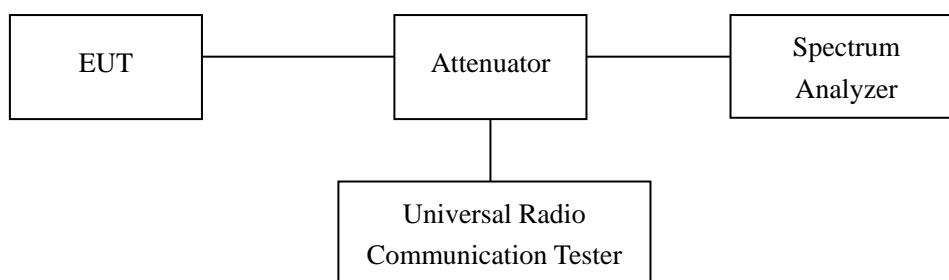 EUT
Attenuator
Spectrum
Analyzer
Universal Radio
Communication Tester